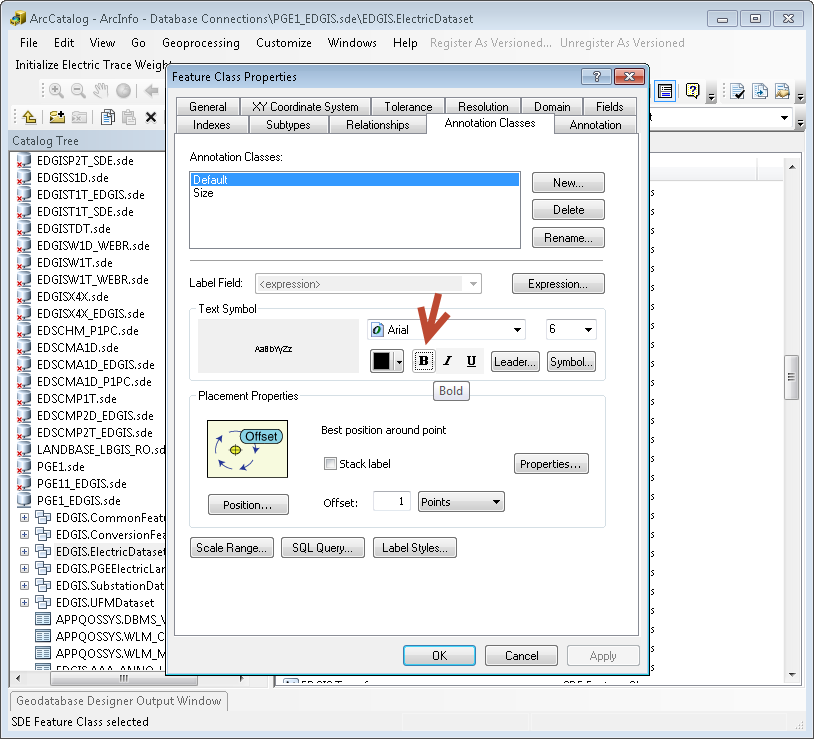 ArcCatalog - ArcInfo - Database Connections\PGE1_EDGIS.sde\EDGIS.ElectricDataset
File Edit View Go Geoprocessing Customize Windows Help Register As Versioned... Unregister As Versioned
Initialize Electric Trace Weight
Feature Class Properties
General XY Coordinate System Tolerance Resolution Domain Fields
Indexes Subtypes Relationships Annotation Classes Annotation
Catalog Tree
EDGISP2T_SDE.sde
EDGISS1D.sde
EDGIST1T_EDGIS.sde
EDGIST1T_SDE.sde
EDGISTDT.sde
EDGISW1D_WEBR.sde
EDGISW1T.sde
EDGISW1T_WEBR.sde
EDGISX4X.sde
EDGISX4X_EDGIS.sde
EDSCHM_P1PC.sde
EDSCMA1D.sde
EDSCMA1D_EDGIS.sde
EDSCMA1D_P1PC.sde
EDSCMP1T.sde
EDSCMP2D_EDGIS.sde
EDSCMP2T_EDGIS.sde
LANDBASE_LBGIS_RO.sd
PGE1.sde
PGE11_EDGIS.sde
PGE1_EDGIS.sde
EDGIS.CommonFeat
EDGIS.ConversionFea
EDGIS.ElectricDataset
EDGIS.PGEElectricLan
EDGIS.SubstationDat
EDGIS.UFMDataset
APPQOSSYS.DBMS_
APPQOSSYS.WLM_C
APPQOSSYS.WLM_M
Annotation Classes:
Default
Size
New...
Delete
Rename...
Label Field: <expression> Expression...
Text Symbol
AaBbYyZz
Arial 6
B I U Leader... Symbol...
Bold
Placement Properties
Offset
Best position around point
Stack label
Properties...
Position...
Offset: 1 Points
Scale Range... SQL Query... Label Styles...
OK Cancel Apply
Geodatabase Designer Output Window
SDE Feature Class selected